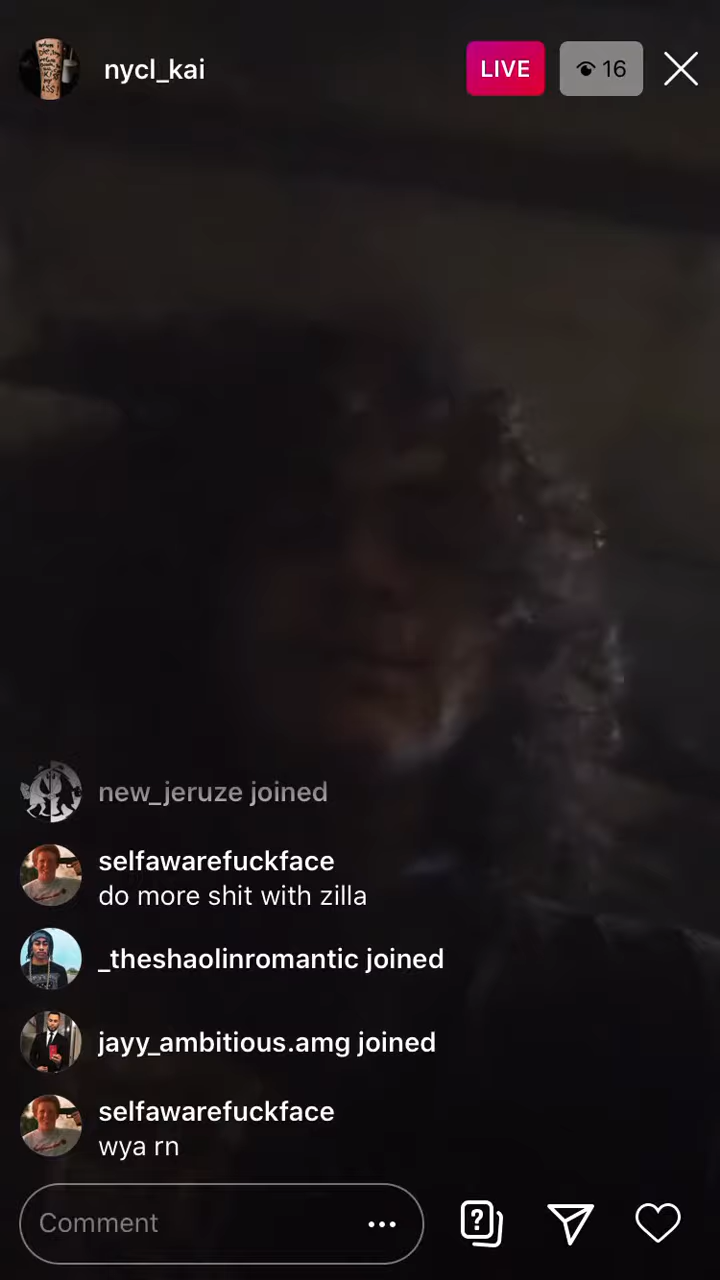 nycl_kai
LIVE
16
new_jeruze joined
selfawarefuckface
do more shit with zilla
_theshaolinromantic joined
jayy_ambitious.amg joined
selfawarefuckface
wya rn
Comment